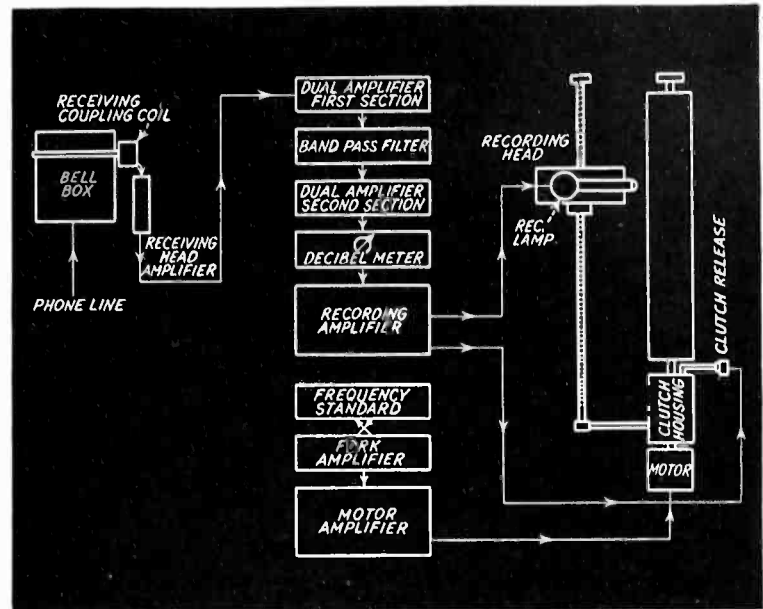 RECEIVING
COUPLING COIL
BELL
BOX
RECEIVING
HEAD
AMPLIFIER
PHONE LINE
DUAL AMPLIFIER
FIRST SECTION
BAND PASS FILTER
DUAL AMPLIFIER
SECOND SECTION
DECIBEL METER
RECORDING
AMPLIFIER
FREQUENCY
STANDARD
FORK
AMPLIFIER
MOTOR
AMPLIFIER
RECORDING
HEAD
REC.
LAMP
CLUTCH RELEASE
CLUTCH
HOUSING
MOTOR